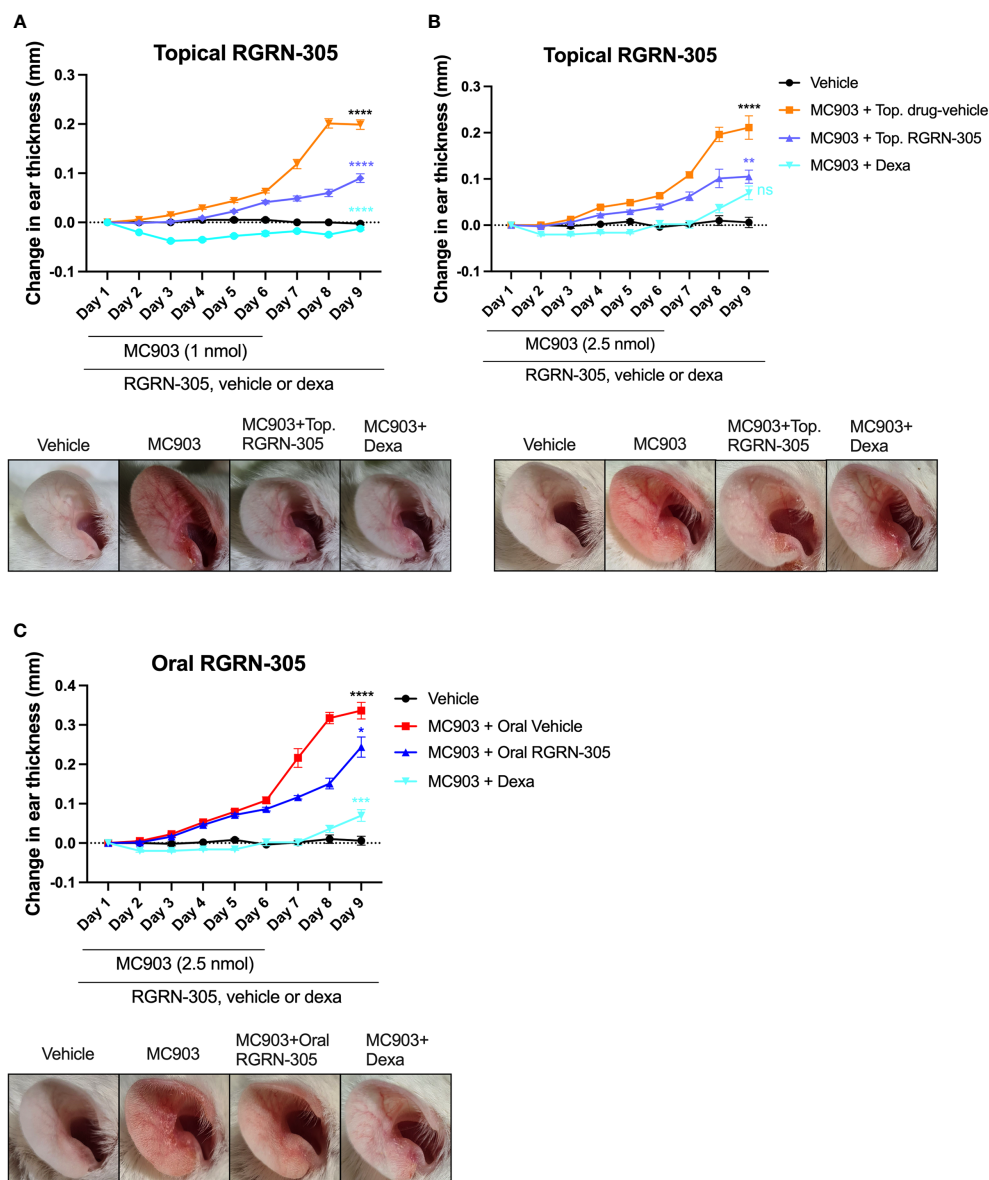 A
Topical RGRN-305
Change in ear thickness (mm)
0.3
0.2
0.1
0.0
-0.1
****
****
****
Day 1
Day 2
Day 3
Day 4
Day 5
Day 6
Day 7
Day 8
Day 9
MC903 (1 nmol)
RGRN-305, vehicle or dexa
Vehicle
MC903
MC903+Top.
RGRN-305
MC903+
Dexa
B
Topical RGRN-305
Change in ear thickness (mm)
0.3
0.2
0.1
0.0
-0.1
****
**
ns
Day 1
Day 2
Day 3
Day 4
Day 5
Day 6
Day 7
Day 8
Day 9
MC903 (2.5 nmol)
RGRN-305, vehicle or dexa
Vehicle
MC903 + Top. drug-vehicle
MC903 + Top. RGRN-305
MC903 + Dexa
Vehicle
MC903
MC903+Top.
RGRN-305
MC903+
Dexa
C
Oral RGRN-305
Change in ear thickness (mm)
0.4
0.3
0.2
0.1
0.0
-0.1
****
*
***
Day 1
Day 2
Day 3
Day 4
Day 5
Day 6
Day 7
Day 8
Day 9
MC903 (2.5 nmol)
RGRN-305, vehicle or dexa
Vehicle
MC903 + Oral Vehicle
MC903 + Oral RGRN-305
MC903 + Dexa
Vehicle
MC903
MC903+Oral
RGRN-305
MC903+
Dexa